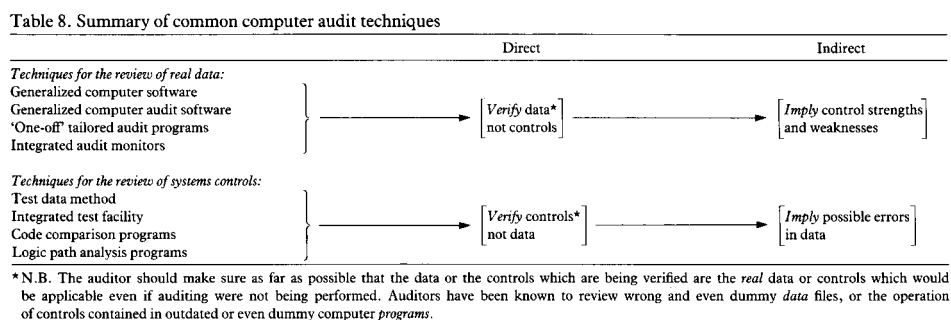 Table 8. Summary of common computer audit techniques
Direct Indirect
Techniques for the review of real data:
Generalized computer software
Generalized computer audit software
'One-off' tailored audit programs
Integrated audit monitors
Verify data*
not controls
Imply control strengths
and weaknesses
Techniques for the review of systems controls:
Test data method
Integrated test facility
Code comparison programs
Logic path analysis programs
Verify controls*
not data
Imply possible errors
in data
*N.B. The auditor should make sure as far as possible that the data or the controls which are being verified are the real data or controls which would
be applicable even if auditing were not being performed. Auditors have been known to review wrong and even dummy data files, or the operation
of controls contained in outdated or even dummy computer programs.